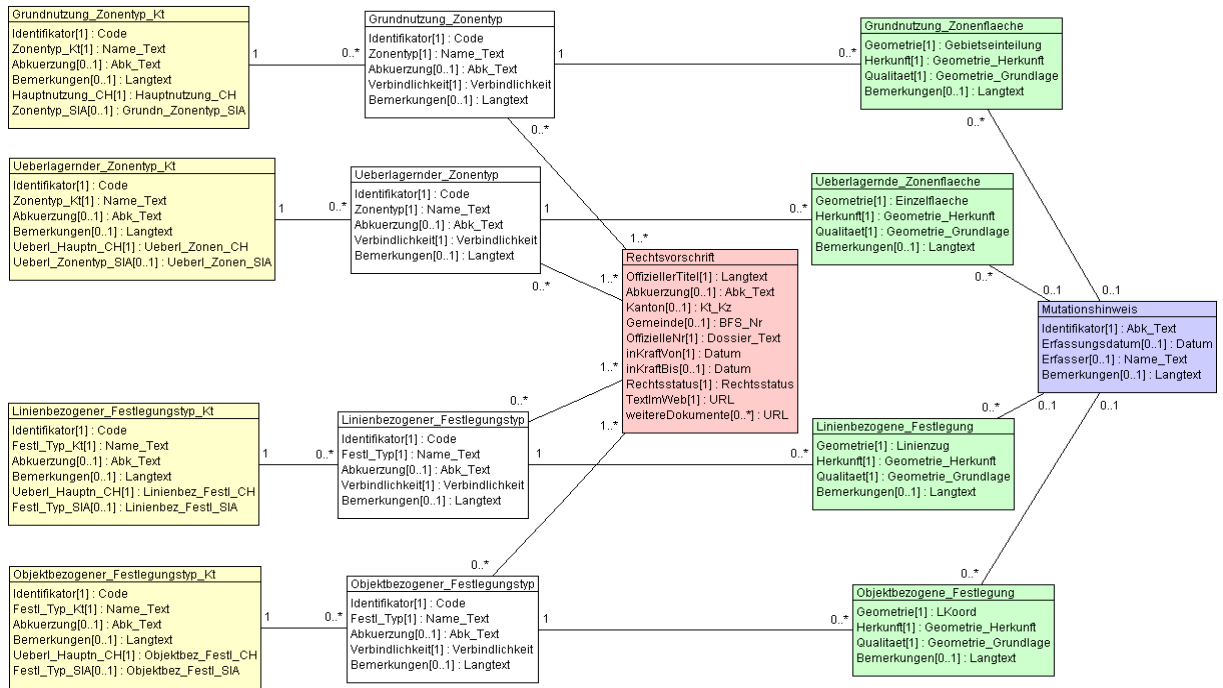 Grundnutzung_Zonentyp_Kt
Identifikator[1] : Code
Zonentyp_Kt[1] : Name_Text
Abkuerzung[0..1] : Abk_Text
Bemerkungen[0..1] : Langtext
Hauptnutzung_CH[1] : Hauptnutzung_CH
Zonentyp_SIA[0..1] : Grundn_Zonentyp_SIA
1
0..*
Grundnutzung_Zonentyp
Identifikator[1] : Code
Zonentyp[1] : Name_Text
Abkuerzung[0..1] : Abk_Text
Verbindlichkeit[1] : Verbindlichkeit
Bemerkungen[0..1] : Langtext
1
0..*
0..*
Grundnutzung_Zonenflaeche
Geometrie[1] : Gebietseinteilung
Herkunft[1] : Geometrie_Herkunft
Qualitaet[1] : Geometrie_Grundlage
Bemerkungen[0..1] : Langtext
0..*
Ueberlagernder_Zonentyp_Kt
Identifikator[1] : Code
Zonentyp_Kt[1] : Name_Text
Abkuerzung[0..1] : Abk_Text
Bemerkungen[0..1] : Langtext
Ueberl_Hauptn_CH[1] : Ueberl_Zonen_CH
Ueberl_Zonentyp_SIA[0..1] : Ueberl_Zonen_SIA
1
0..*
Ueberlagernder_Zonentyp
Identifikator[1] : Code
Zonentyp[1] : Name_Text
Abkuerzung[0..1] : Abk_Text
Verbindlichkeit[1] : Verbindlichkeit
Bemerkungen[0..1] : Langtext
1
0..*
0..*
Ueberlagernde_Zonenflaeche
Geometrie[1] : Einzelflaeche
Herkunft[1] : Geometrie_Herkunft
Qualitaet[1] : Geometrie_Grundlage
Bemerkungen[0..1] : Langtext
0..*
1..*
1..*
1..*
1..*
Rechtsvorschrift
OffiziellerTitel[1] : Langtext
Abkuerzung[0..1] : Abk_Text
Kanton[0..1] : Kt_Kz
Gemeinde[0..1] : BFS_Nr
OffizielleNr[1] : Dossier_Text
inKraftVon[1] : Datum
inKraftBis[0..1] : Datum
Rechtsstatus[1] : Rechtsstatus
TextImWeb[1] : URL
weitereDokumente[0..*] : URL
0..1
0..1
Mutationshinweis
Identifikator[1] : Abk_Text
Erfassungsdatum[0..1] : Datum
Erfasser[0..1] : Name_Text
Bemerkungen[0..1] : Langtext
0..1
0..1
Linienbezogener_Festlegungstyp_Kt
Identifikator[1] : Code
Festl_Typ_Kt[1] : Name_Text
Abkuerzung[0..1] : Abk_Text
Bemerkungen[0..1] : Langtext
Ueberl_Hauptn_CH[1] : Linienbez_Festl_CH
Festl_Typ_SIA[0..1] : Linienbez_Festl_SIA
1
0..*
Linienbezogener_Festlegungstyp
Identifikator[1] : Code
Festl_Typ[1] : Name_Text
Abkuerzung[0..1] : Abk_Text
Verbindlichkeit[1] : Verbindlichkeit
Bemerkungen[0..1] : Langtext
0..*
1
0..*
Linienbezogene_Festlegung
Geometrie[1] : Linienzug
Herkunft[1] : Geometrie_Herkunft
Qualitaet[1] : Geometrie_Grundlage
Bemerkungen[0..1] : Langtext
0..*
Objektbezogener_Festlegungstyp_Kt
Identifikator[1] : Code
Festl_Typ_Kt[1] : Name_Text
Abkuerzung[0..1] : Abk_Text
Bemerkungen[0..1] : Langtext
Ueberl_Hauptn_CH[1] : Objektbez_Festl_CH
Festl_Typ_SIA[0..1] : Objektbez_Festl_SIA
1
0..*
0..*
Objektbezogener_Festlegungstyp
Identifikator[1] : Code
Festl_Typ[1] : Name_Text
Abkuerzung[0..1] : Abk_Text
Verbindlichkeit[1] : Verbindlichkeit
Bemerkungen[0..1] : Langtext
1
0..*
0..*
Objektbezogene_Festlegung
Geometrie[1] : LKoord
Herkunft[1] : Geometrie_Herkunft
Qualitaet[1] : Geometrie_Grundlage
Bemerkungen[0..1] : Langtext